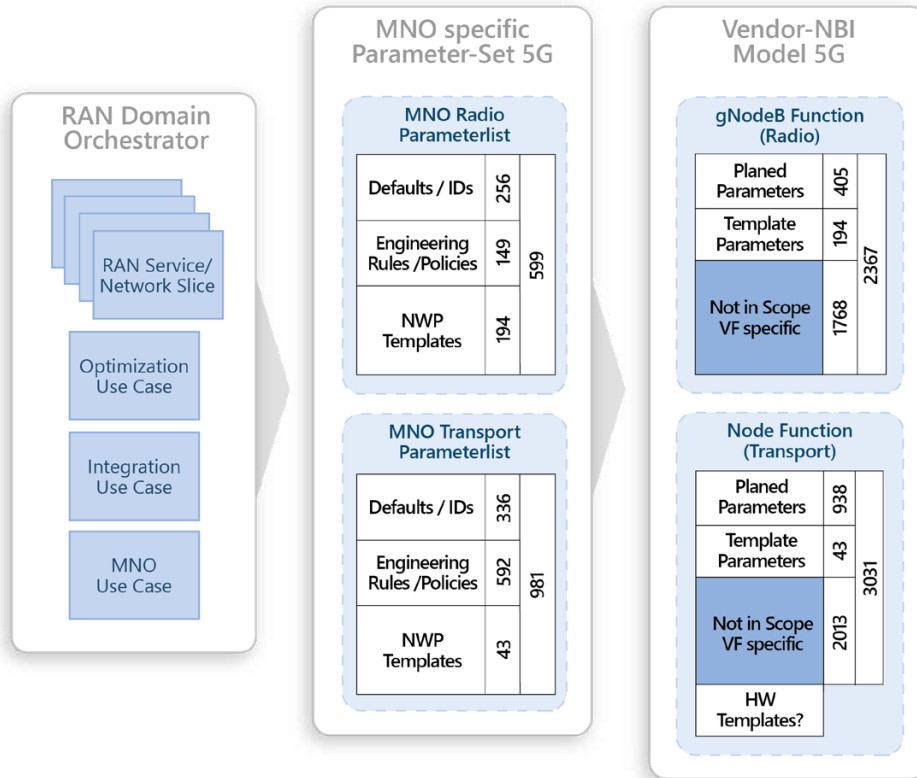 RAN Domain
Orchestrator
RAN Service/
Network Slice
Optimization
Use Case
Integration
Use Case
MNO
Use Case
MNO specific
Parameter-Set 5G
MNO Radio
Parameterlist
Defaults / IDs
256
Engineering
Rules /Policies
149
NWP
Templates
194
599
MNO Transport
Parameterlist
Defaults / IDs
336
Engineering
Rules /Policies
592
NWP
Templates
43
981
Vendor-NBI
Model 5G
gNodeB Function
(Radio)
Planed
Parameters
405
Template
Parameters
194
Not in Scope
VF specific
1768
2367
Node Function
(Transport)
Planed
Parameters
938
Template
Parameters
43
Not in Scope
VF specific
2013
3031
HW
Templates?